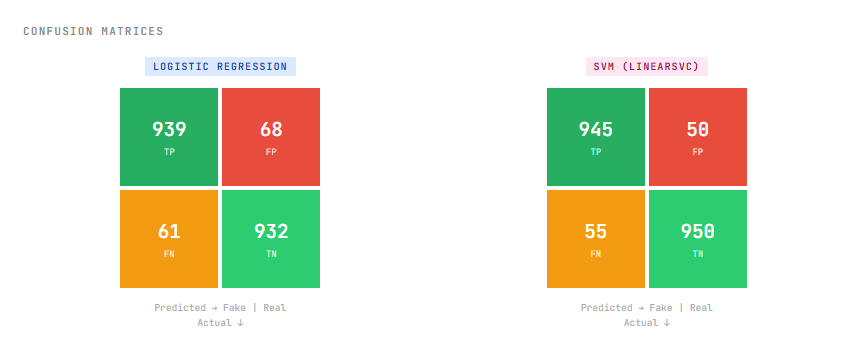 CONFUSION MATRICES
LOGISTIC REGRESSION
939
TP
68
FP
61
FN
932
TN
Predicted → Fake | Real
Actual ↓
SVM (LINEARSVC)
945
TP
50
FP
55
FN
950
TN
Predicted → Fake | Real
Actual ↓